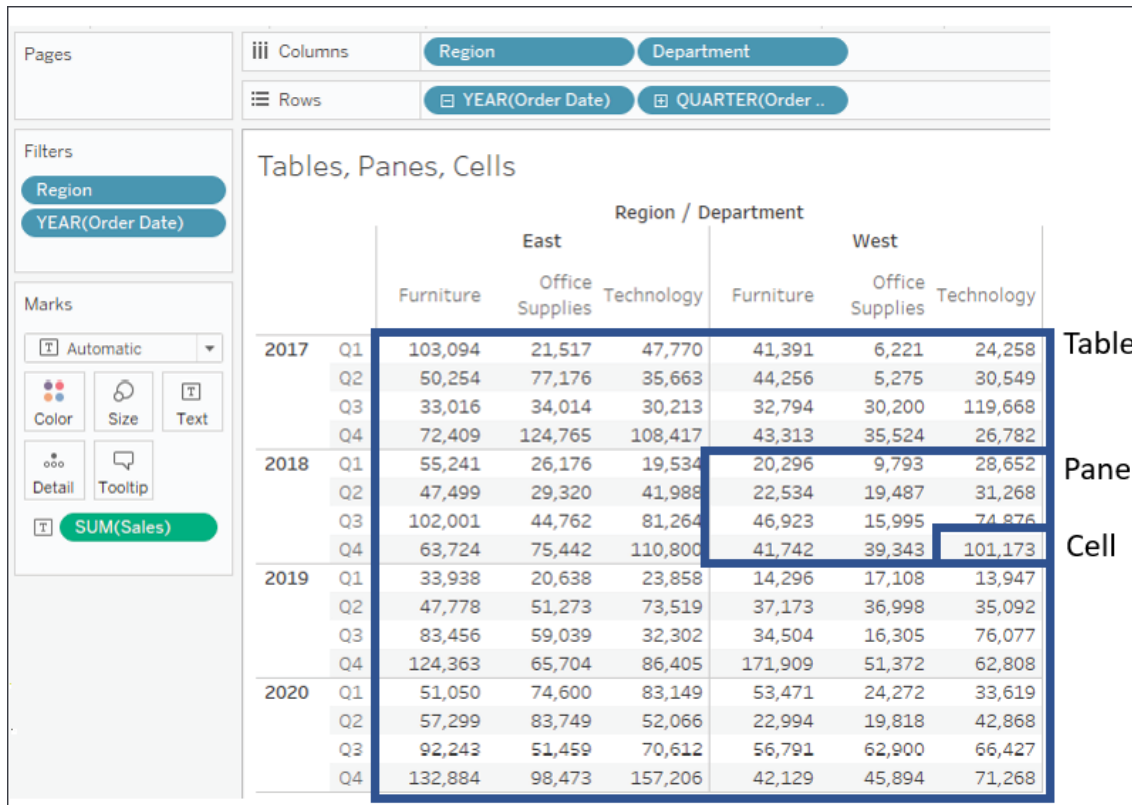 Pages
iii Columns Region Department
Rows YEAR(Order Date) QUARTER(Order ..
Filters
Region
YEAR(Order Date)
Marks
T Automatic
Color Size T Text
Detail Tooltip
T SUM(Sales)
Tables, Panes, Cells
Region / Department
East West
Furniture Office Supplies Technology Furniture Office Supplies Technology
2017 Q1 103,094 21,517 47,770 41,391 6,221 24,258 Table
Q2 50,254 77,176 35,663 44,256 5,275 30,549
Q3 33,016 34,014 30,213 32,794 30,200 119,668
Q4 72,409 124,765 108,417 43,313 35,524 26,782
2018 Q1 55,241 26,176 19,534 20,296 9,793 28,652 Pane
Q2 47,499 29,320 41,988 22,534 19,487 31,268
Q3 102,001 44,762 81,264 46,923 15,995 74,876
Q4 63,724 75,442 110,800 41,742 39,343 101,173 Cell
2019 Q1 33,938 20,638 23,858 14,296 17,108 13,947
Q2 47,778 51,273 73,519 37,173 36,998 35,092
Q3 83,456 59,039 32,302 34,504 16,305 76,077
Q4 124,363 65,704 86,405 171,909 51,372 62,808
2020 Q1 51,050 74,600 83,149 53,471 24,272 33,619
Q2 57,299 83,749 52,066 22,994 19,818 42,868
Q3 92,243 51,459 70,612 56,791 62,900 66,427
Q4 132,884 98,473 157,206 42,129 45,894 71,268